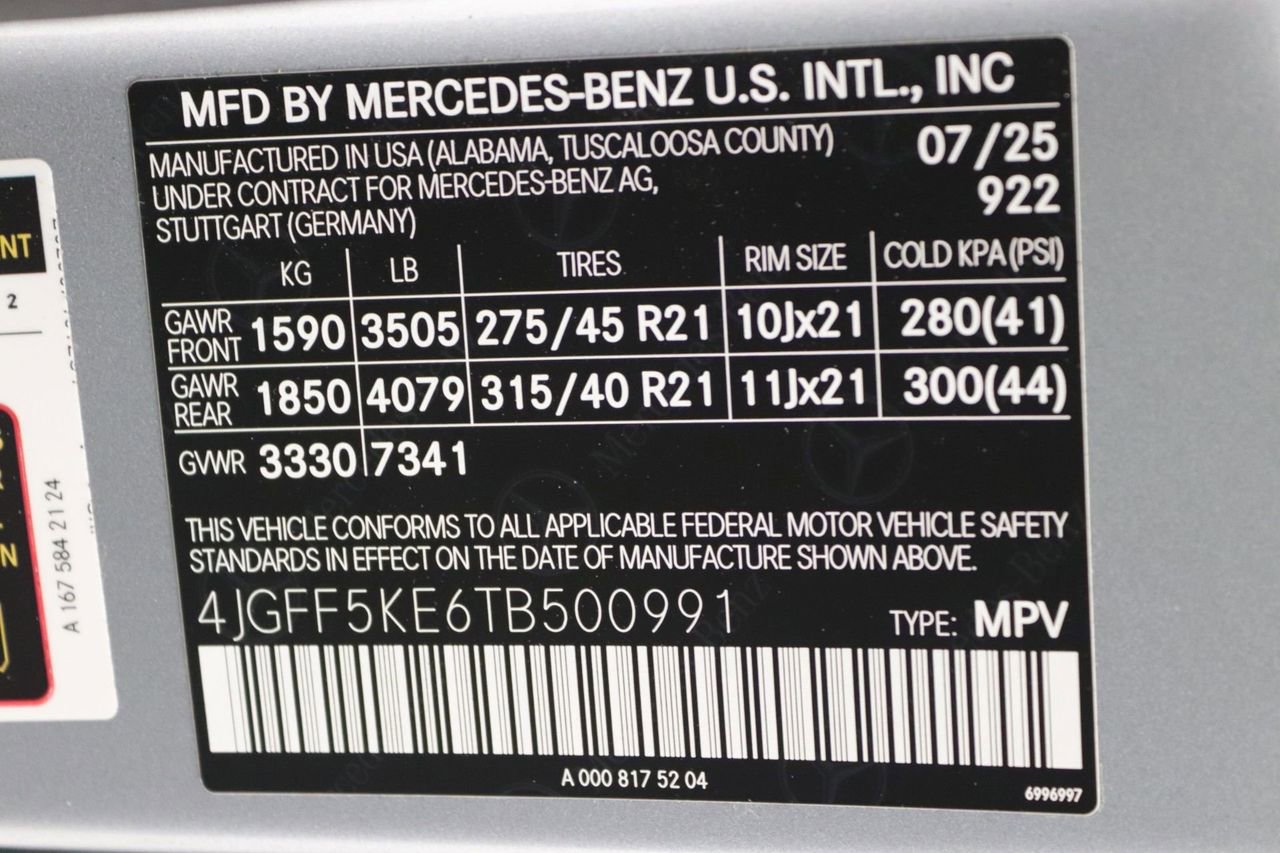 MFD BY MERCEDES-BENZ U.S. INTL., INC
MANUFACTURED IN USA (ALABAMA, TUSCALOOSA COUNTY) 07/25
UNDER CONTRACT FOR MERCEDES-BENZ AG, 922
STUTTGART (GERMANY)
KG LB TIRES RIM SIZE COLD KPA(PSI)
GAWR FRONT 1590 3505 275/45 R21 10Jx21 280(41)
GAWR REAR 1850 4079 315/40 R21 11Jx21 300(44)
GVWR 3330 7341
THIS VEHICLE CONFORMS TO ALL APPLICABLE FEDERAL MOTOR VEHICLE SAFETY
STANDARDS IN EFFECT ON THE DATE OF MANUFACTURE SHOWN ABOVE.
4JGFF5KE6TB500991 TYPE: MPV
A 000 817 52 04
6996997
NT
2
N
A 167 584 21 24